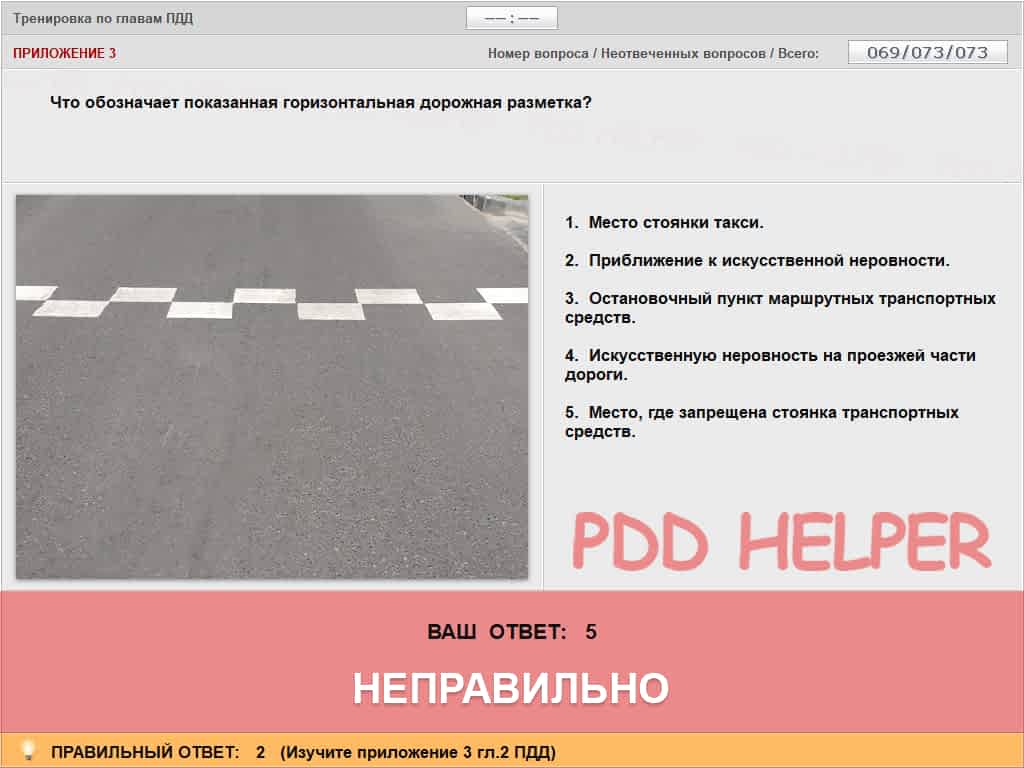 Тренировка по главам ПДД
—— : ——
ПРИЛОЖЕНИЕ 3
Номер вопроса / Неотвеченных вопросов / Всего:
069/073/073
Что обозначает показанная горизонтальная дорожная разметка?
1. Место стоянки такси.
2. Приближение к искусственной неровности.
3. Остановочный пункт маршрутных транспортных
средств.
4. Искусственную неровность на проезжей части
дороги.
5. Место, где запрещена стоянка транспортных
средств.
PDD HELPER
ВАШ ОТВЕТ: 5
НЕПРАВИЛЬНО
ПРАВИЛЬНЫЙ ОТВЕТ: 2 (Изучите приложение 3 гл.2 ПДД)